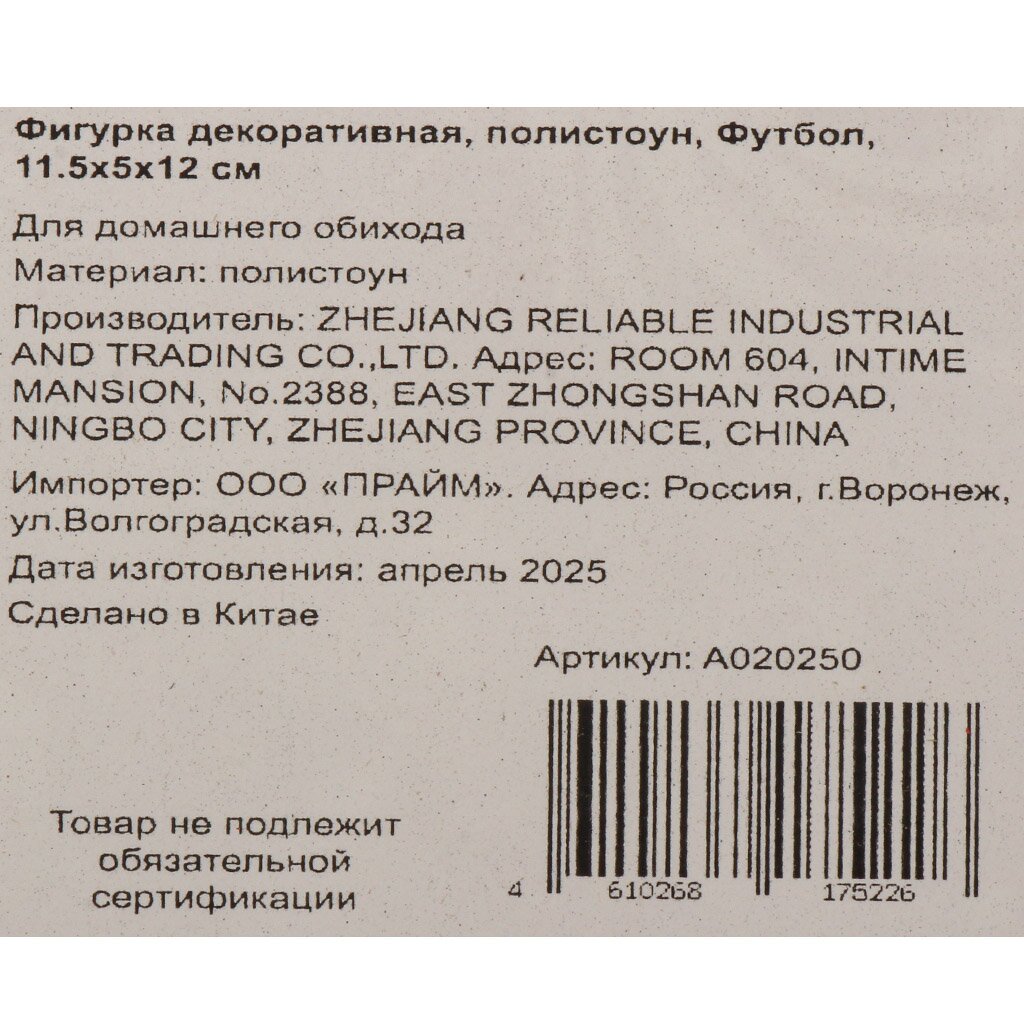 Фигурка декоративная, полистоун, Футбол,
11.5x5x12 см
Для домашнего обихода
Материал: полистоун
Производитель: ZHEJIANG RELIABLE INDUSTRIAL
AND TRADING CO.,LTD. Адрес: ROOM 604, INTIME
MANSION, No.2388, EAST ZHONGSHAN ROAD,
NINGBO CITY, ZHEJIANG PROVINCE, CHINA
Импортер: ООО «ПРАЙМ». Адрес: Россия, г.Воронеж,
ул.Волгоградская, д.32
Дата изготовления: апрель 2025
Сделано в Китае
Артикул: A020250
Товар не подлежит
обязательной
сертификации
4 610268 175226